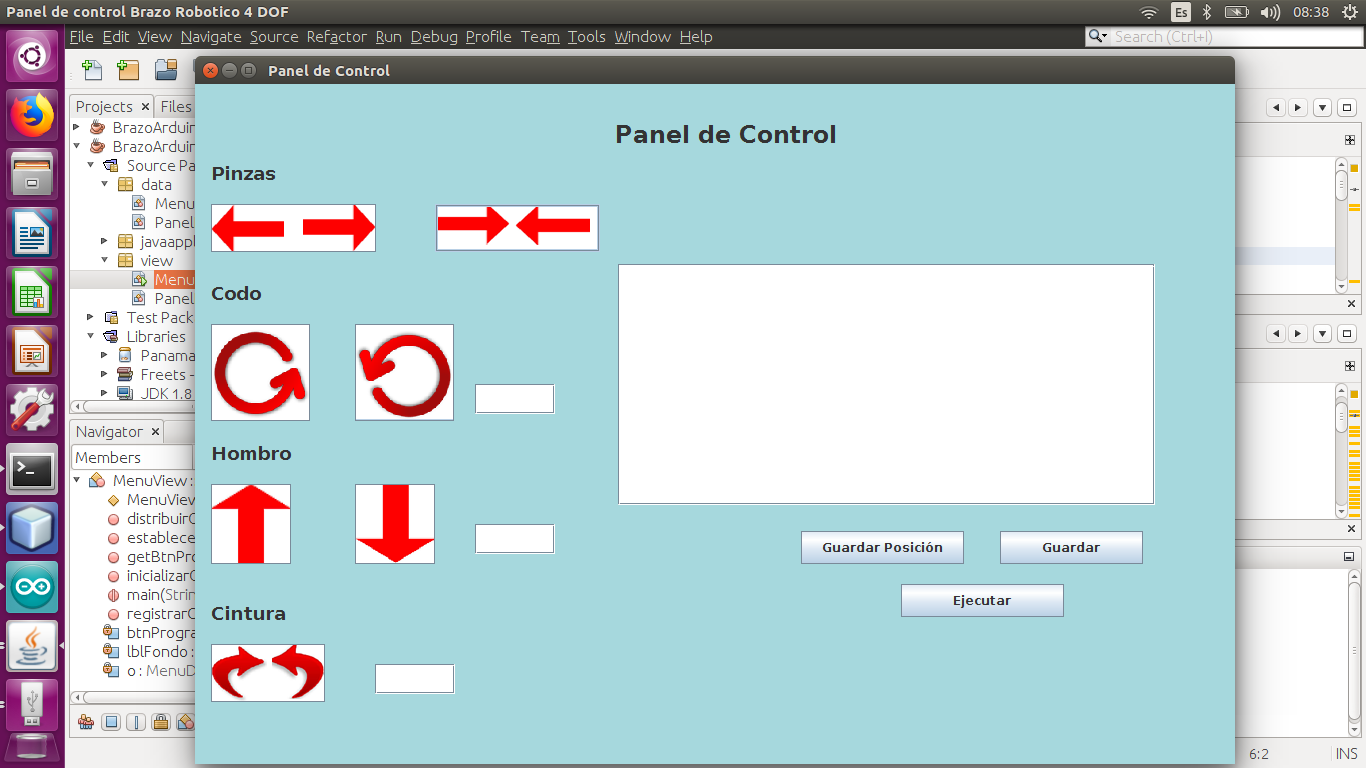 Panel de control Brazo Robotico 4 DOF
Es
08:38
File Edit View Navigate Source Refactor Run Debug Profile Team Tools Window Help
Search (Ctrl+I)
Panel de Control
Projects
Files
BrazoArduin
BrazoArduin
Source Pa
data
Menu
Panel
javaappl
view
Menu
Panel
Test Pack
Libraries
Panama
Freets -
JDK 1.8
Navigator
Members
MenuView :
MenuView
distribuirC
establece
getBtnPro
inicializarC
main(String
registrarC
btnProgra
lblFondo :
o : MenuD
Panel de Control
Pinzas
Codo
Hombro
Cintura
Guardar Posición
Guardar
Ejecutar
6:2
INS